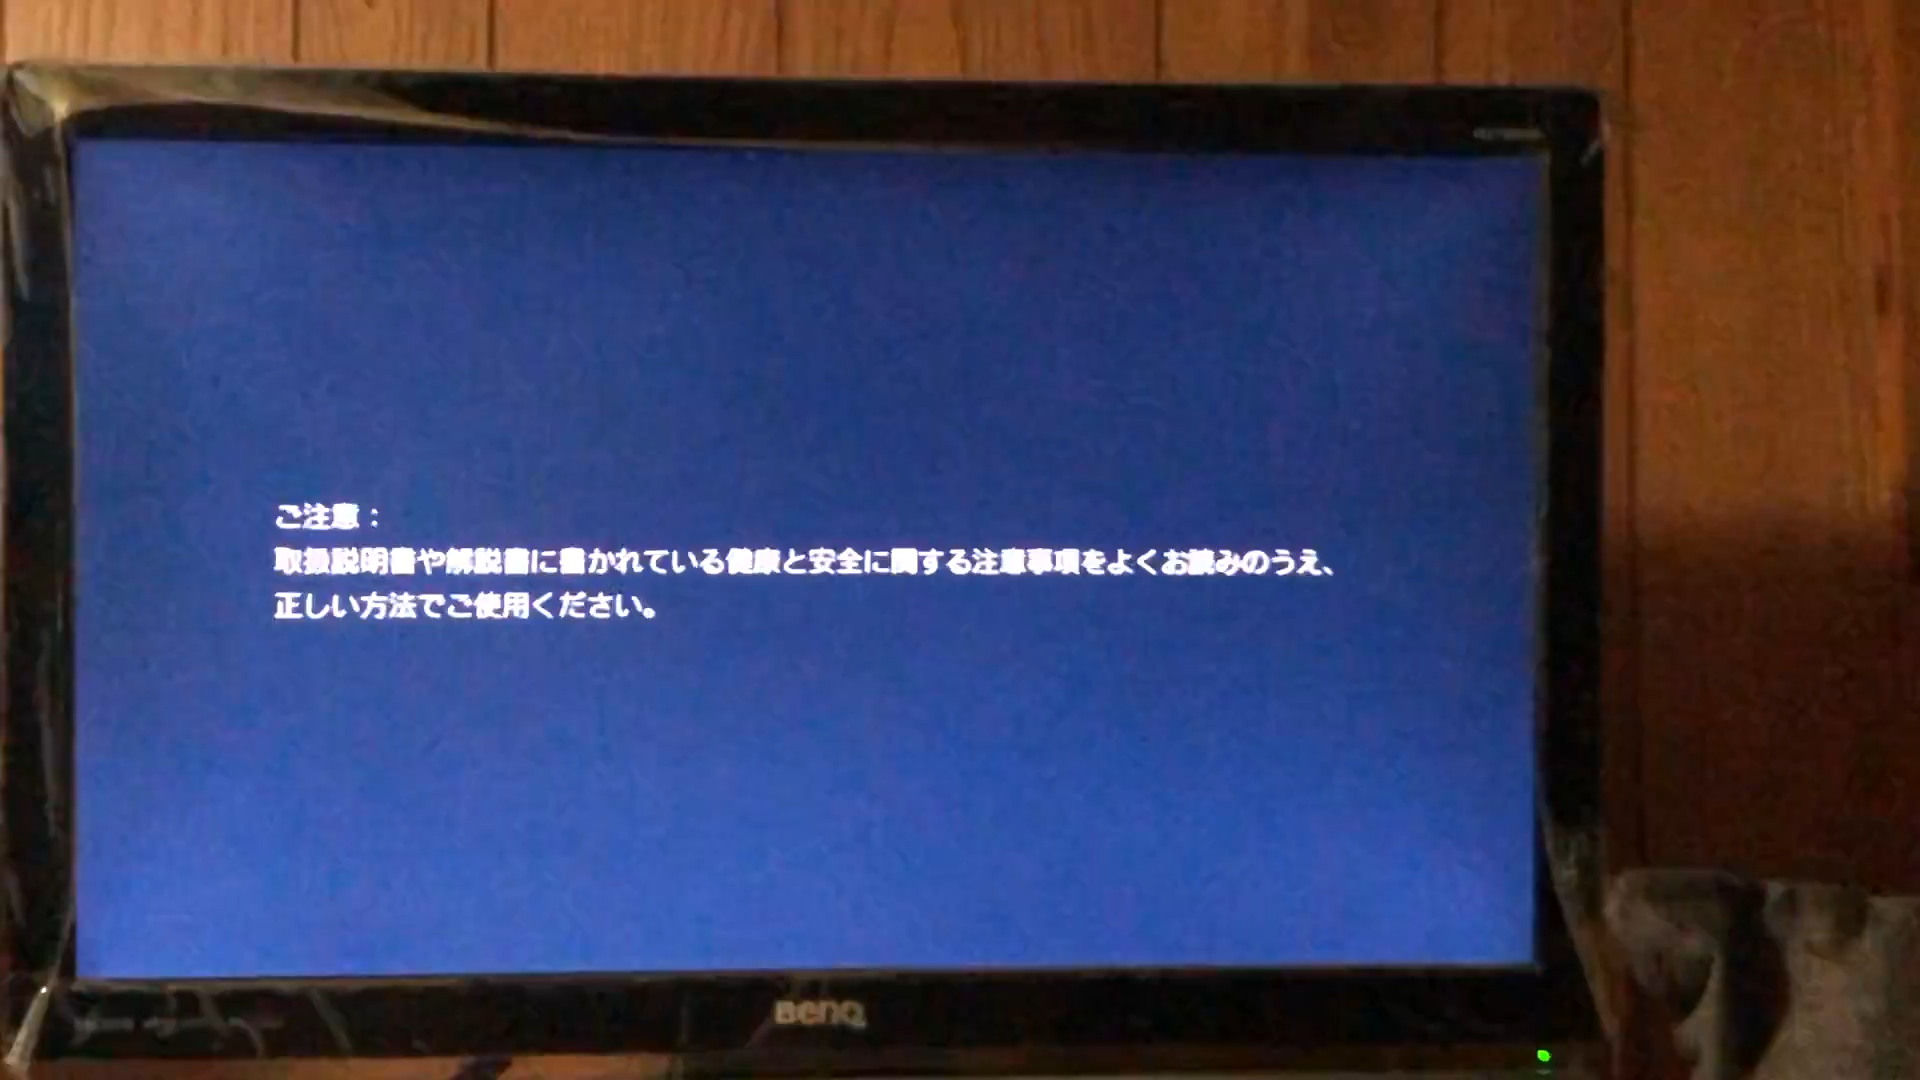 ご注意：
取扱説明書や解説書に書かれている健康と安全に関する注意事項をよくお読みのうえ、
正しい方法でご使用ください。
BenQ